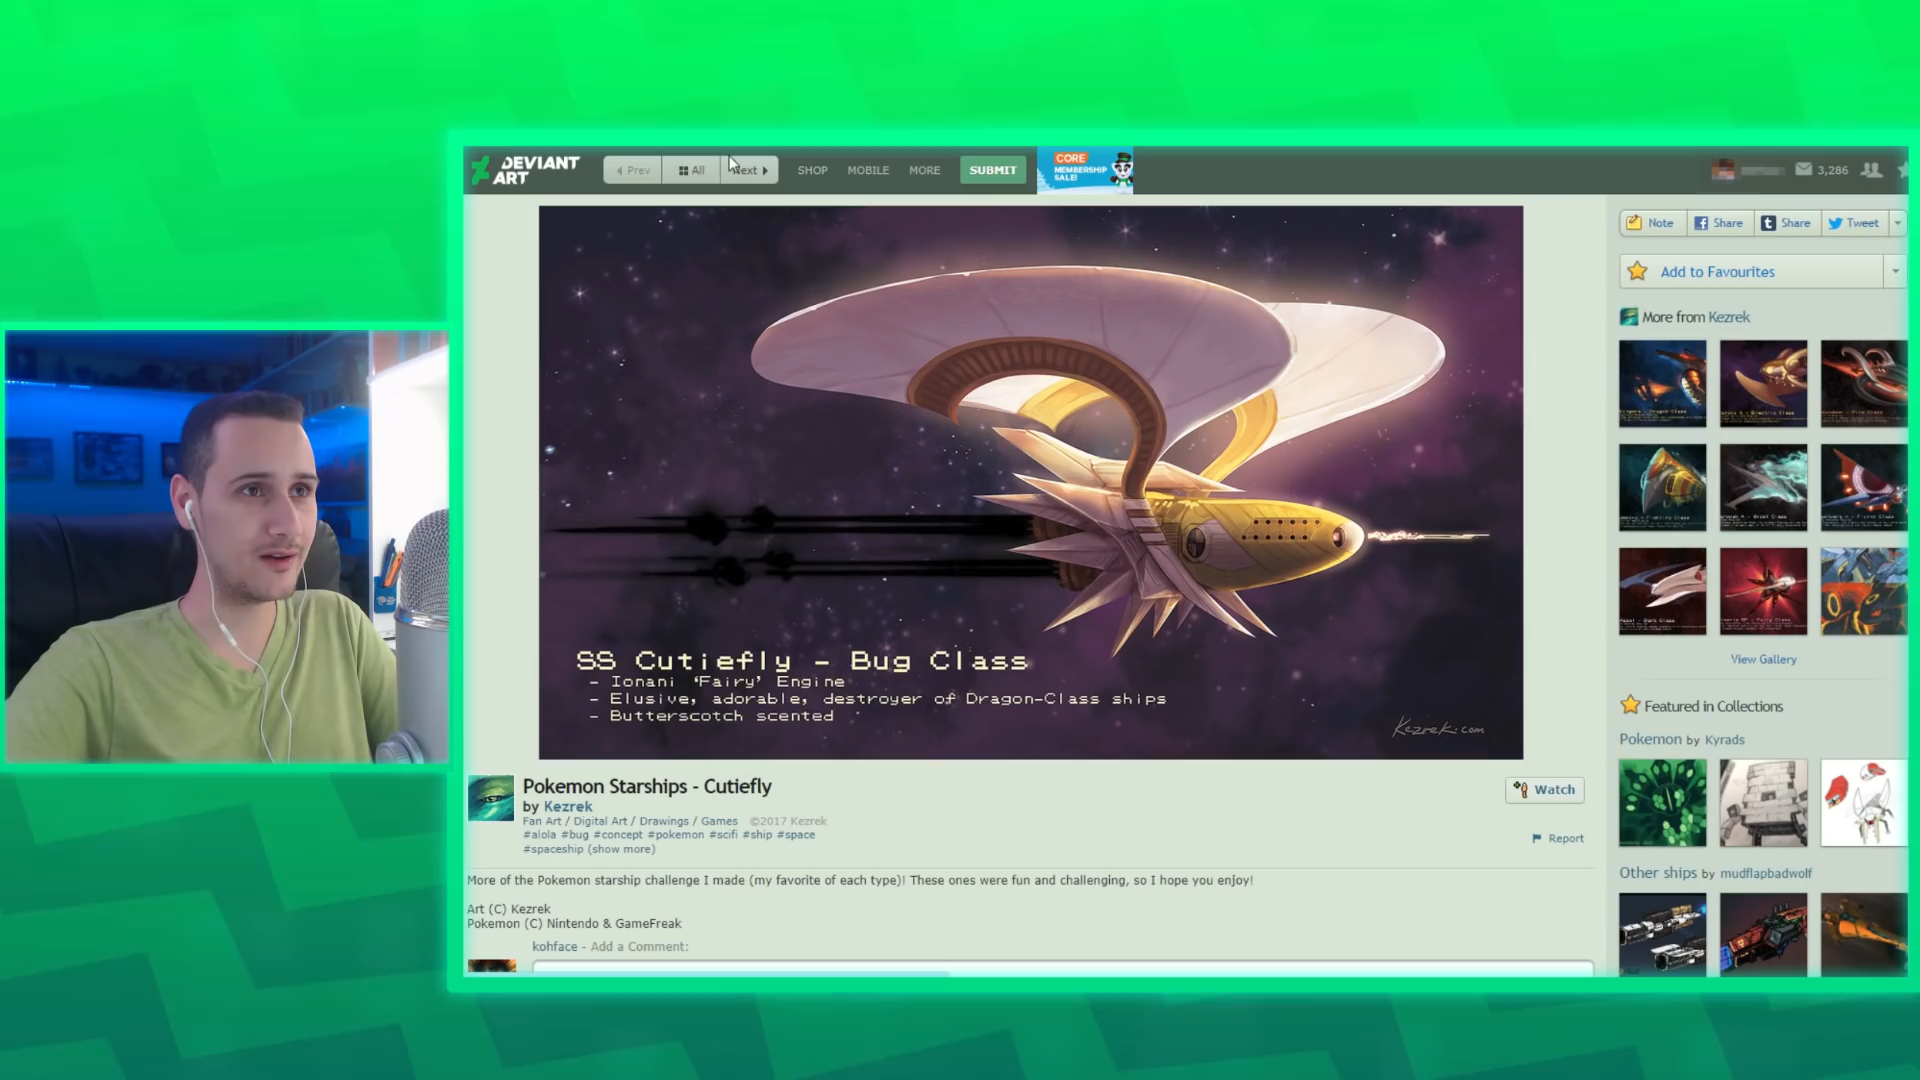 DEVIANT
ART
Prev
All
Next
SHOP
MOBILE
MORE
SUBMIT
CORE
MEMBERSHIP
SALE!
3,286
Note
Share
Share
Tweet
Add to Favourites
More from Kezrek
SS Cutiefly - Bug Class
- Ionani 'Fairy' Engine
- Elusive, adorable, destroyer of Dragon-Class ships
- Butterscotch scented
Kezrek.com
View Gallery
Featured in Collections
Pokemon by Kyrads
Other ships by mudflapbadwolf
Pokemon Starships - Cutiefly
by Kezrek
Fan Art / Digital Art / Drawings / Games ©2017 Kezrek
#alola #bug #concept #pokemon #scifi #ship #space
#spaceship (show more)
Watch
Report
More of the Pokemon starship challenge I made (my favorite of each type)! These ones were fun and challenging, so I hope you enjoy!
Art (C) Kezrek
Pokemon (C) Nintendo & GameFreak
kohface - Add a Comment: